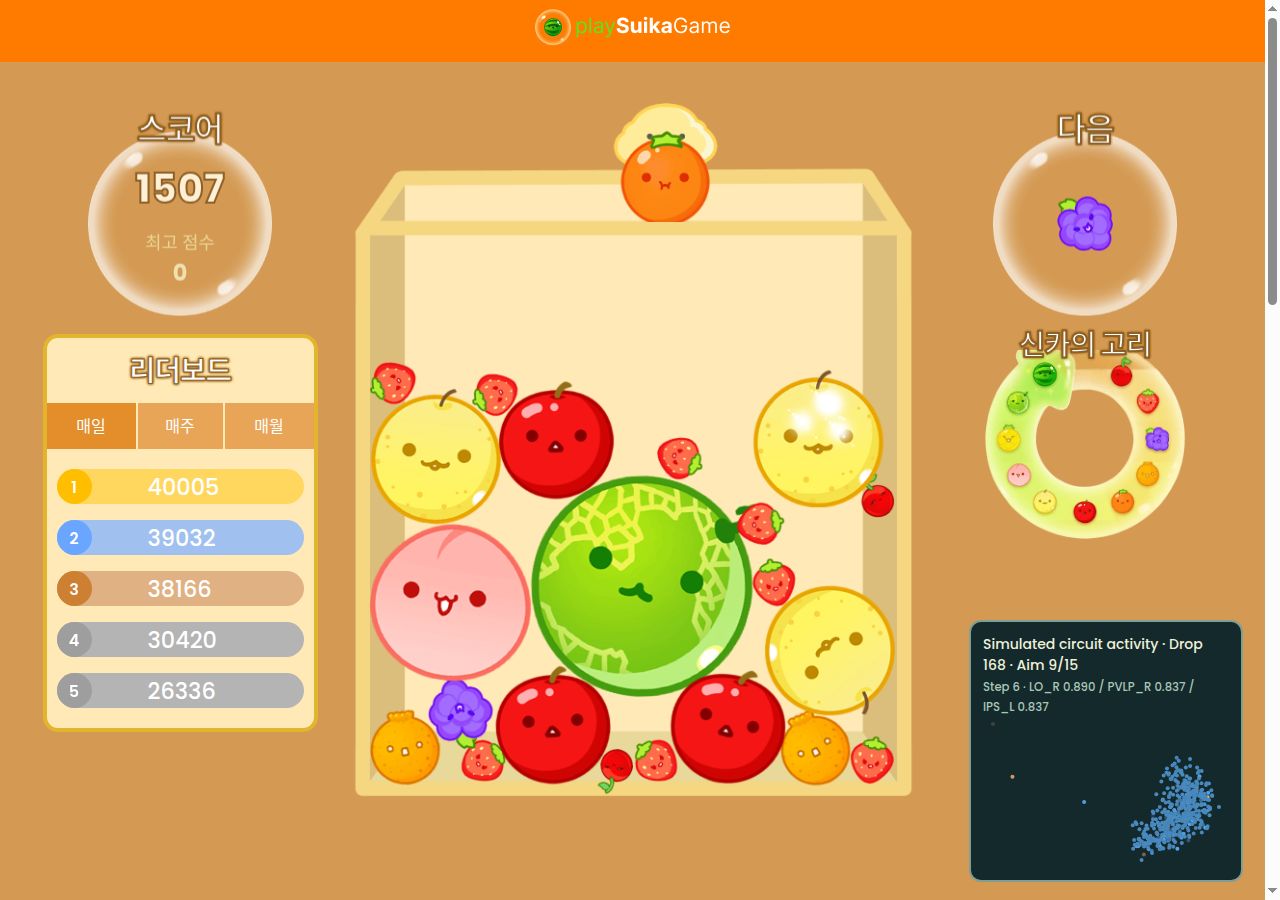 playSuikaGame
스코어
1507
최고 점수
0
다음
신카의 고리
리더보드
매일 매주 매월
1 40005
2 39032
3 38166
4 30420
5 26336
Simulated circuit activity · Drop
168 · Aim 9/15
Step 6 · LO_R 0.890 / PVLP_R 0.837 /
IPS_L 0.837